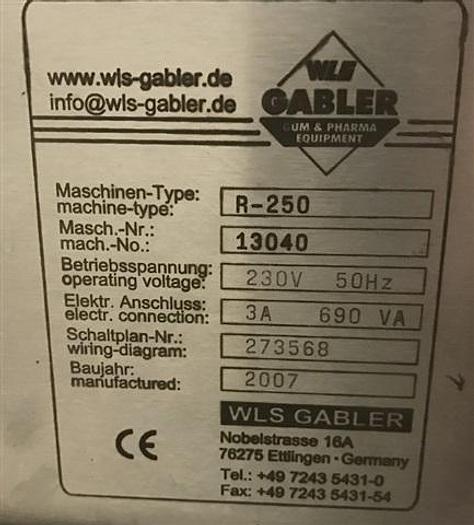 www.wls-gabler.de
info@wls-gabler.de
WLS
GABLER
GUM & PHARMA
EQUIPMENT
Maschinen-Type:
machine-type: R-250
Masch.-Nr.:
mach.-No.: 13040
Betriebsspannung:
operating voltage: 230V 50Hz
Elektr. Anschluss:
electr. connection: 3A 690 VA
Schaltplan-Nr.:
wiring-diagram: 273568
Baujahr:
manufactured: 2007
WLS GABLER
CE
Nobelstrasse 16A
76275 Ettlingen · Germany
Tel.: +49 7243 5431-0
Fax: +49 7243 5431-54